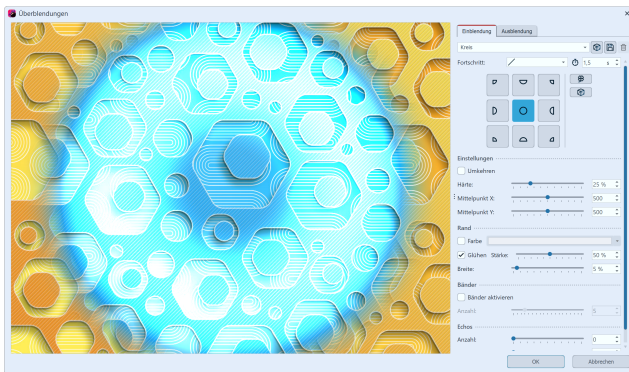 Überblendungen
Einblendung Ausblendung
Kreis
Fortschritt: 1,5 s
Einstellungen
Umkehren
Härte: 25 %
Mittelpunkt X: 500
Mittelpunkt Y: 500
Rand
Farbe
Glühen Stärke: 50 %
Breite: 5 %
Bänder
Bänder aktivieren
Anzahl: 5
Echos
Anzahl: 0
OK Abbrechen